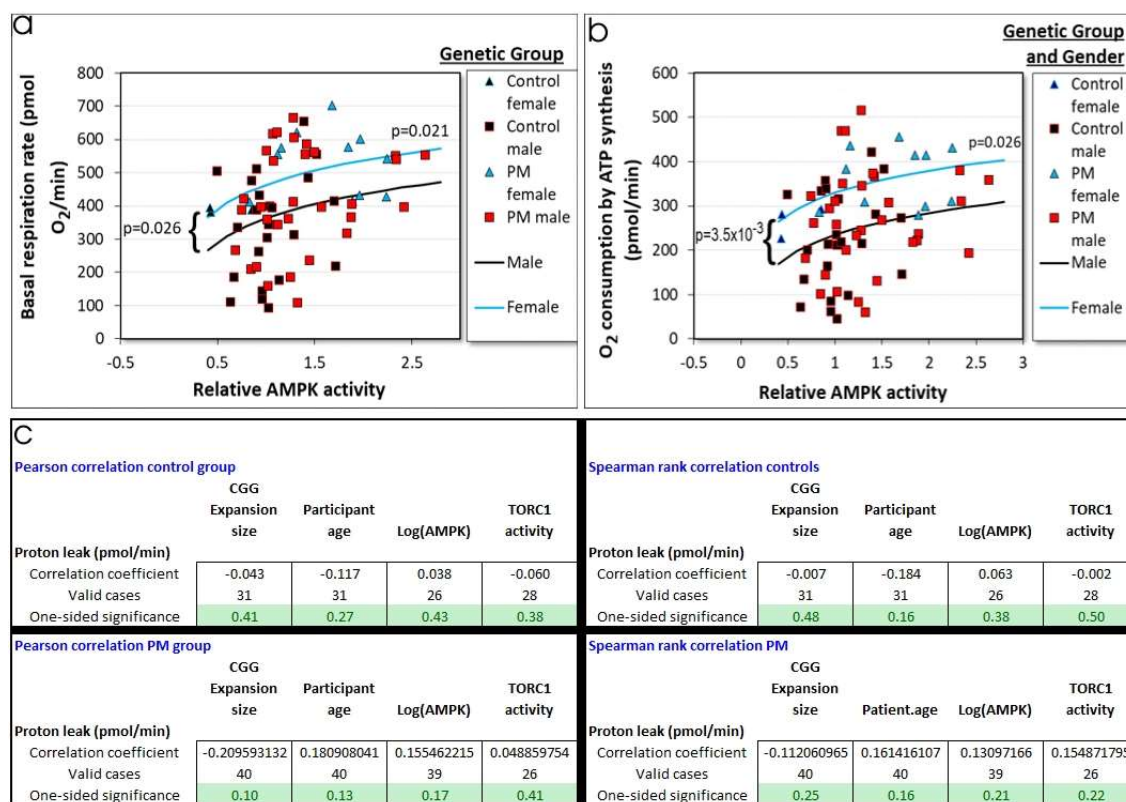 a
Genetic Group
Basal respiration rate (pmol
O2/min)
800
700
600
500
400
300
200
100
0
-0.5
0.5
1.5
2.5
Relative AMPK activity
p=0.021
p=0.026
Control
female
Control
male
PM
female
PM male
Male
Female
b
Genetic Group
and Gender
O2 consumption by ATP synthesis
(pmol/min)
600
500
400
300
200
100
0
-0.5
0
0.5
1
1.5
2
2.5
3
Relative AMPK activity
p=0.026
p=3.5x10⁻³
Control
female
Control
male
PM
female
PM
male
Male
Female
c
Pearson correlation control group
CGG
Expansion Participant TORC1
size age Log(AMPK) activity
Proton leak (pmol/min)
Correlation coefficient -0.043 -0.117 0.038 -0.060
Valid cases 31 31 26 28
One-sided significance 0.41 0.27 0.43 0.38
Spearman rank correlation controls
CGG
Expansion Participant TORC1
size age Log(AMPK) activity
Proton leak (pmol/min)
Correlation coefficient -0.007 -0.184 0.063 -0.002
Valid cases 31 31 26 28
One-sided significance 0.48 0.16 0.38 0.50
Pearson correlation PM group
CGG
Expansion Participant TORC1
size age Log(AMPK) activity
Proton leak (pmol/min)
Correlation coefficient -0.209593132 0.180908041 0.155462215 0.048859754
Valid cases 40 40 39 26
One-sided significance 0.10 0.13 0.17 0.41
Spearman rank correlation PM
CGG
Expansion TORC1
size Patient.age Log(AMPK) activity
Proton leak (pmol/min)
Correlation coefficient -0.112060965 0.161416107 0.13097166 0.154871795
Valid cases 40 40 39 26
One-sided significance 0.25 0.16 0.21 0.22